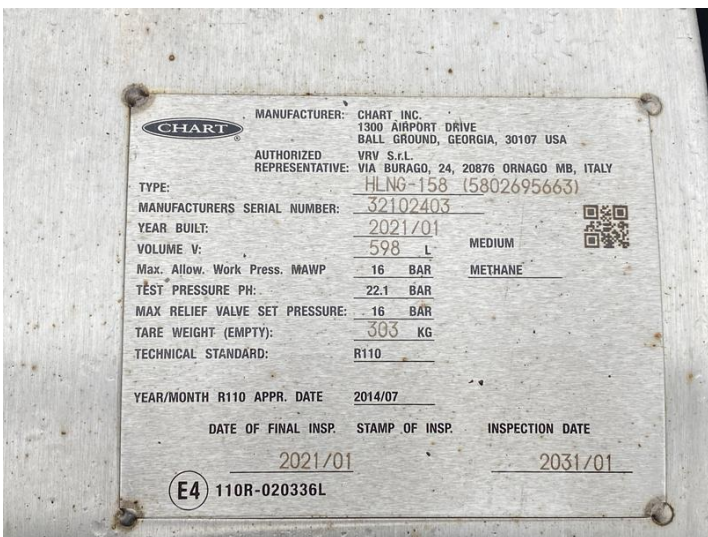 CHART®
MANUFACTURER: CHART INC.
1300 AIRPORT DRIVE
BALL GROUND, GEORGIA, 30107 USA
AUTHORIZED REPRESENTATIVE: VRV S.r.L.
VIA BURAGO, 24, 20876 ORNAGO MB, ITALY
TYPE: HLNG-158 (5802695663)
MANUFACTURERS SERIAL NUMBER: 32102403
YEAR BUILT: 2021/01
VOLUME V: 598 L MEDIUM
Max. Allow. Work Press. MAWP 16 BAR METHANE
TEST PRESSURE PH: 22.1 BAR
MAX RELIEF VALVE SET PRESSURE: 16 BAR
TARE WEIGHT (EMPTY): 303 KG
TECHNICAL STANDARD: R110
YEAR/MONTH R110 APPR. DATE 2014/07
DATE OF FINAL INSP. STAMP OF INSP. INSPECTION DATE
2021/01 2031/01
E4 110R-020336L